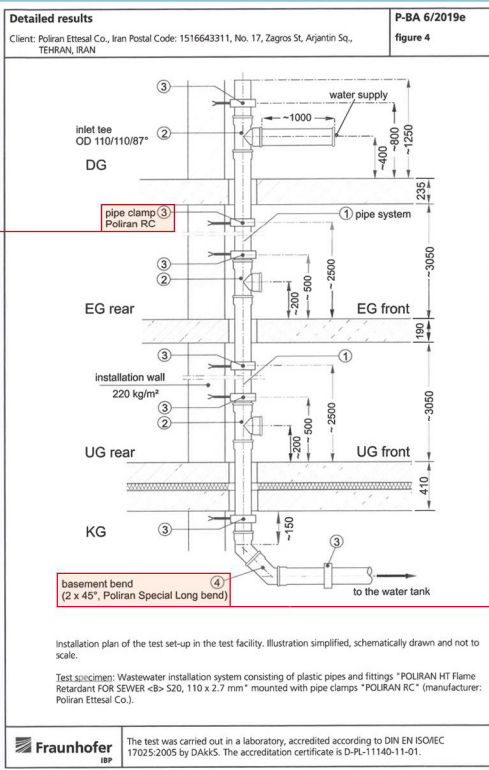 Detailed results
P-BA 6/2019e
Client: Poliran Ettesal Co., Iran Postal Code: 1516643311, No. 17, Zagros St, Arjantin Sq.,
TEHRAN, IRAN
figure 4
③
water supply
~1000
inlet tee
OD 110/110/87°
②
~400
~800
~1250
DG
235
pipe clamp ③
Poliran RC
① pipe system
③
②
~200
~500
~2500
~3050
EG rear
EG front
190
③
①
installation wall
220 kg/m²
③
②
~200
~500
~2500
~3050
UG rear
UG front
410
KG
③
~150
③
basement bend ④
(2 x 45°, Poliran Special Long bend)
to the water tank
Installation plan of the test set-up in the test facility. Illustration simplified, schematically drawn and not to
scale.
Test specimen: Wastewater installation system consisting of plastic pipes and fittings "POLIRAN HT Flame
Retardant FOR SEWER <B> S20, 110 x 2.7 mm" mounted with pipe clamps "POLIRAN RC" (manufacturer:
Poliran Ettesal Co.).
Fraunhofer
IBP
The test was carried out in a laboratory, accredited according to DIN EN ISO/IEC
17025:2005 by DAkkS. The accreditation certificate is D-PL-11140-11-01.